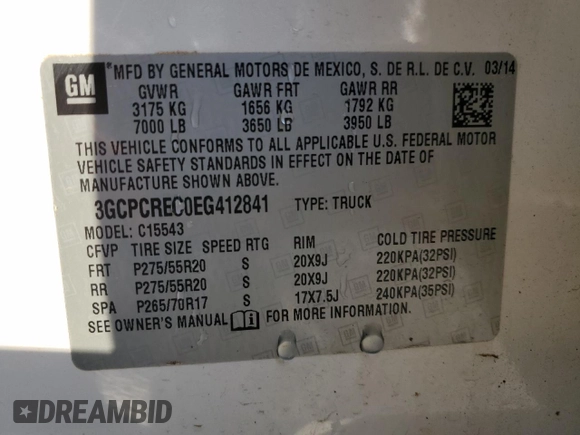 GM
*MFD BY GENERAL MOTORS DE MEXICO, S. DE R.L. DE C.V. 03/14
GVWR GAWR FRT GAWR RR
3175 KG 1656 KG 1792 KG
7000 LB 3650 LB 3950 LB
THIS VEHICLE CONFORMS TO ALL APPLICABLE U.S. FEDERAL MOTOR
VEHICLE SAFETY STANDARDS IN EFFECT ON THE DATE OF
MANUFACTURE SHOWN ABOVE.
3GCPCREC0EG412841 TYPE: TRUCK
MODEL: C15543
CFVP TIRE SIZE SPEED RTG RIM COLD TIRE PRESSURE
FRT P275/55R20 S 20X9J 220KPA(32PSI)
RR P275/55R20 S 20X9J 220KPA(32PSI)
SPA P265/70R17 S 17X7.5J 240KPA(35PSI)
SEE OWNER'S MANUAL FOR MORE INFORMATION.
DREAMBID